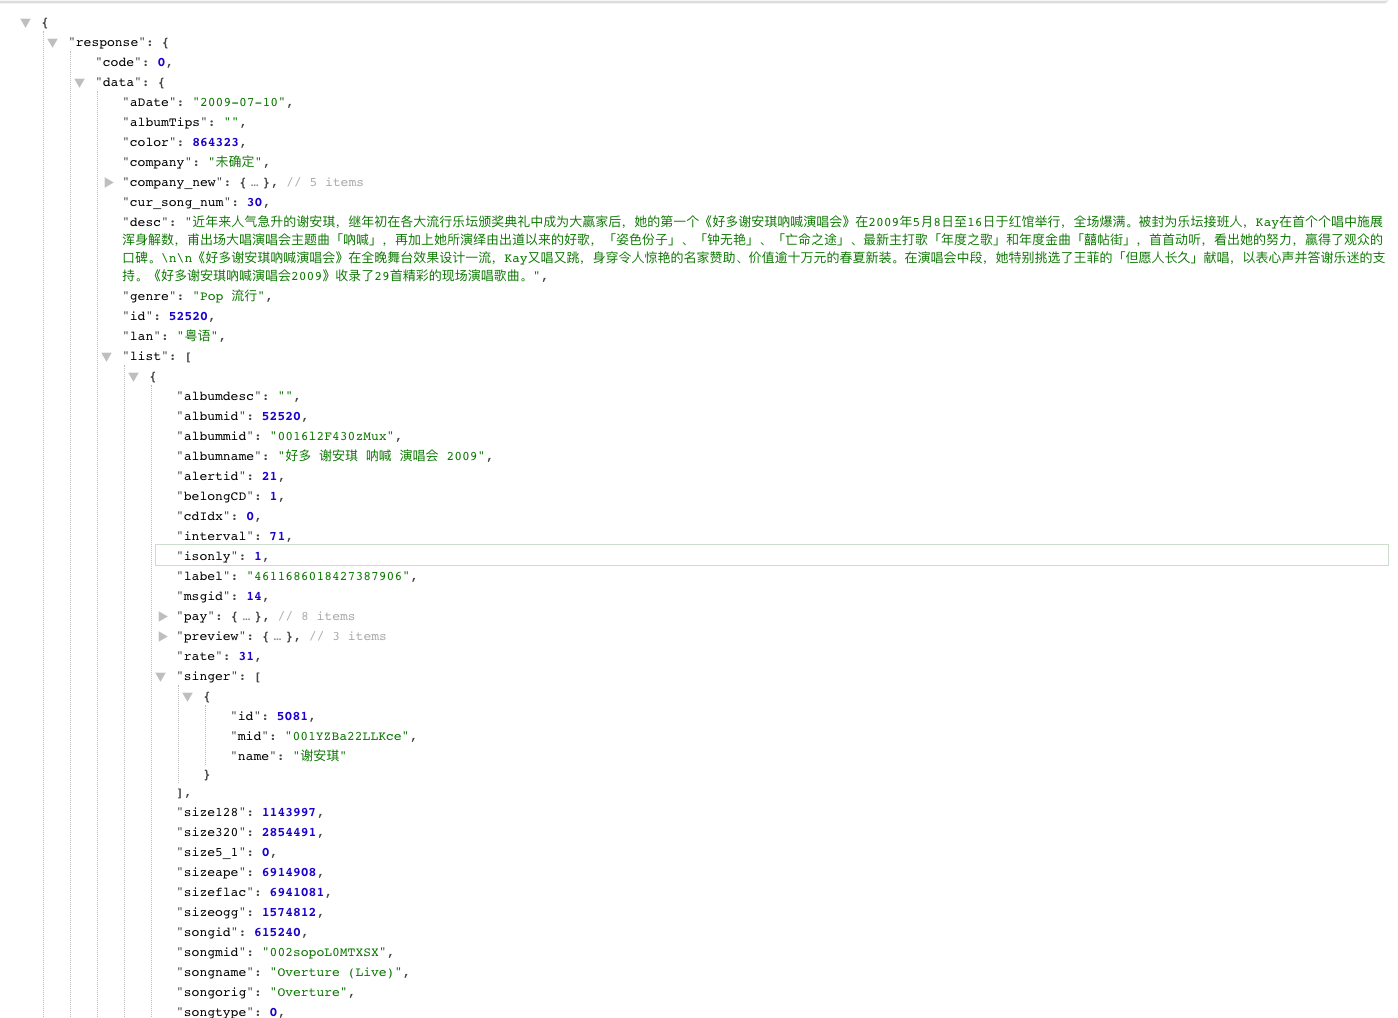 {
"response": {
"code": 0,
"data": {
"aDate": "2009-07-10",
"albumTips": "",
"color": 864323,
"company": "未确定",
"company_new": {…}, // 5 items
"cur_song_num": 30,
"desc": "近年来人气急升的谢安琪，继年初在各大流行乐坛颁奖典礼中成为大赢家后，她的第一个《好多谢安琪呐喊演唱会》在2009年5月8日至16日于红馆举行，全场爆满。被封为乐坛接班人，Kay在首个个唱中施展
浑身解数，甫出场大唱演唱会主题曲「呐喊」，再加上她所演绎由出道以来的好歌，「姿色份子」、「钟无艳」、「亡命之途」、最新主打歌「年度之歌」和年度金曲「囍帖街」，首首动听，看出她的努力，赢得了观众的
口碑。\n\n《好多谢安琪呐喊演唱会》在全晚舞台效果设计一流，Kay又唱又跳，身穿令人惊艳的名家赞助、价值逾十万元的春夏新装。在演唱会中段，她特别挑选了王菲的「但愿人长久」献唱，以表心声并答谢乐迷的支
持。《好多谢安琪呐喊演唱会2009》收录了29首精彩的现场演唱歌曲。",
"genre": "Pop 流行",
"id": 52520,
"lan": "粤语",
"list": [
{
"albumdesc": "",
"albumid": 52520,
"albummid": "001612F430zMux",
"albumname": "好多 谢安琪 呐喊 演唱会 2009",
"alertid": 21,
"belongCD": 1,
"cdIdx": 0,
"interval": 71,
"isonly": 1,
"label": "4611686018427387906",
"msgid": 14,
"pay": {…}, // 8 items
"preview": {…}, // 3 items
"rate": 31,
"singer": [
{
"id": 5081,
"mid": "001YZBa22LLKce",
"name": "谢安琪"
}
],
"size128": 1143997,
"size320": 2854491,
"size5_1": 0,
"sizeape": 6914908,
"sizeflac": 6941081,
"sizeogg": 1574812,
"songid": 615240,
"songmid": "002sopoL0MTXSX",
"songname": "Overture (Live)",
"songorig": "Overture",
"songtype": 0,